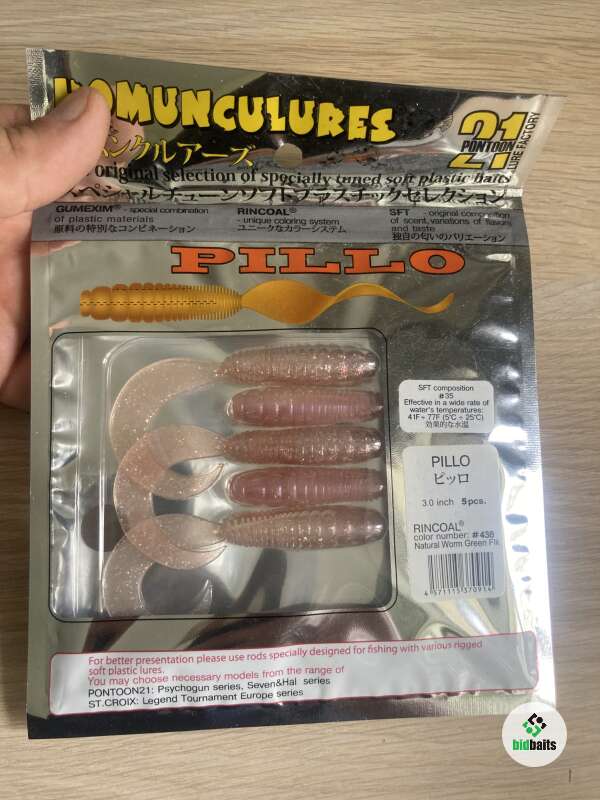 HOMUNCULURES
ンクルアーズ
21
PONTOON
LURE FACTORY
Original selection of specially tuned soft plastic baits
スペシャルチューンソフトプラスチックセレクション
GUMEXIM® - special combination
of plastic materials
原料の特別なコンビネーション
RINCOAL®
- unique coloring system
ユニークなカラーシステム
SFT - original composition
of scent, variations of flavors
and taste
独自の匂いのバリエーション
PILLO
SFT composition
#35
Effective in a wide rate of
water's temperatures:
41F ÷ 77F (5°C ÷ 25°C)
効果的な水温
PILLO
ピッロ
3.0 inch 5pcs.
RINCOAL®
color number: #438
Natural Worm Green Flk
4 571115 370914
For better presentation please use rods specially designed for fishing with various rigged
soft plastic lures.
You may choose necessary models from the range of
PONTOON21: Psychogun series, Seven&Hal series
ST.CROIX: Legend Tournament Europe series
bidbaits